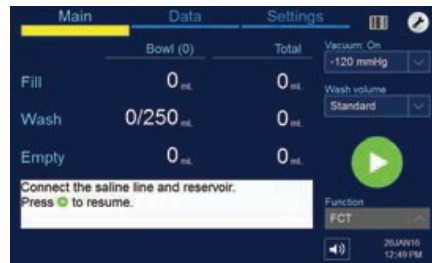 Main Data Settings
Bowl (0) Total Vacuum: On
-120 mmHg
Fill 0 mL 0 mL
Wash volume
Standard
Wash 0/250 mL 0 mL
Empty 0 mL 0 mL
Connect the saline line and reservoir.
Press to resume.
Function
FCT
20JAN16
12:49 PM